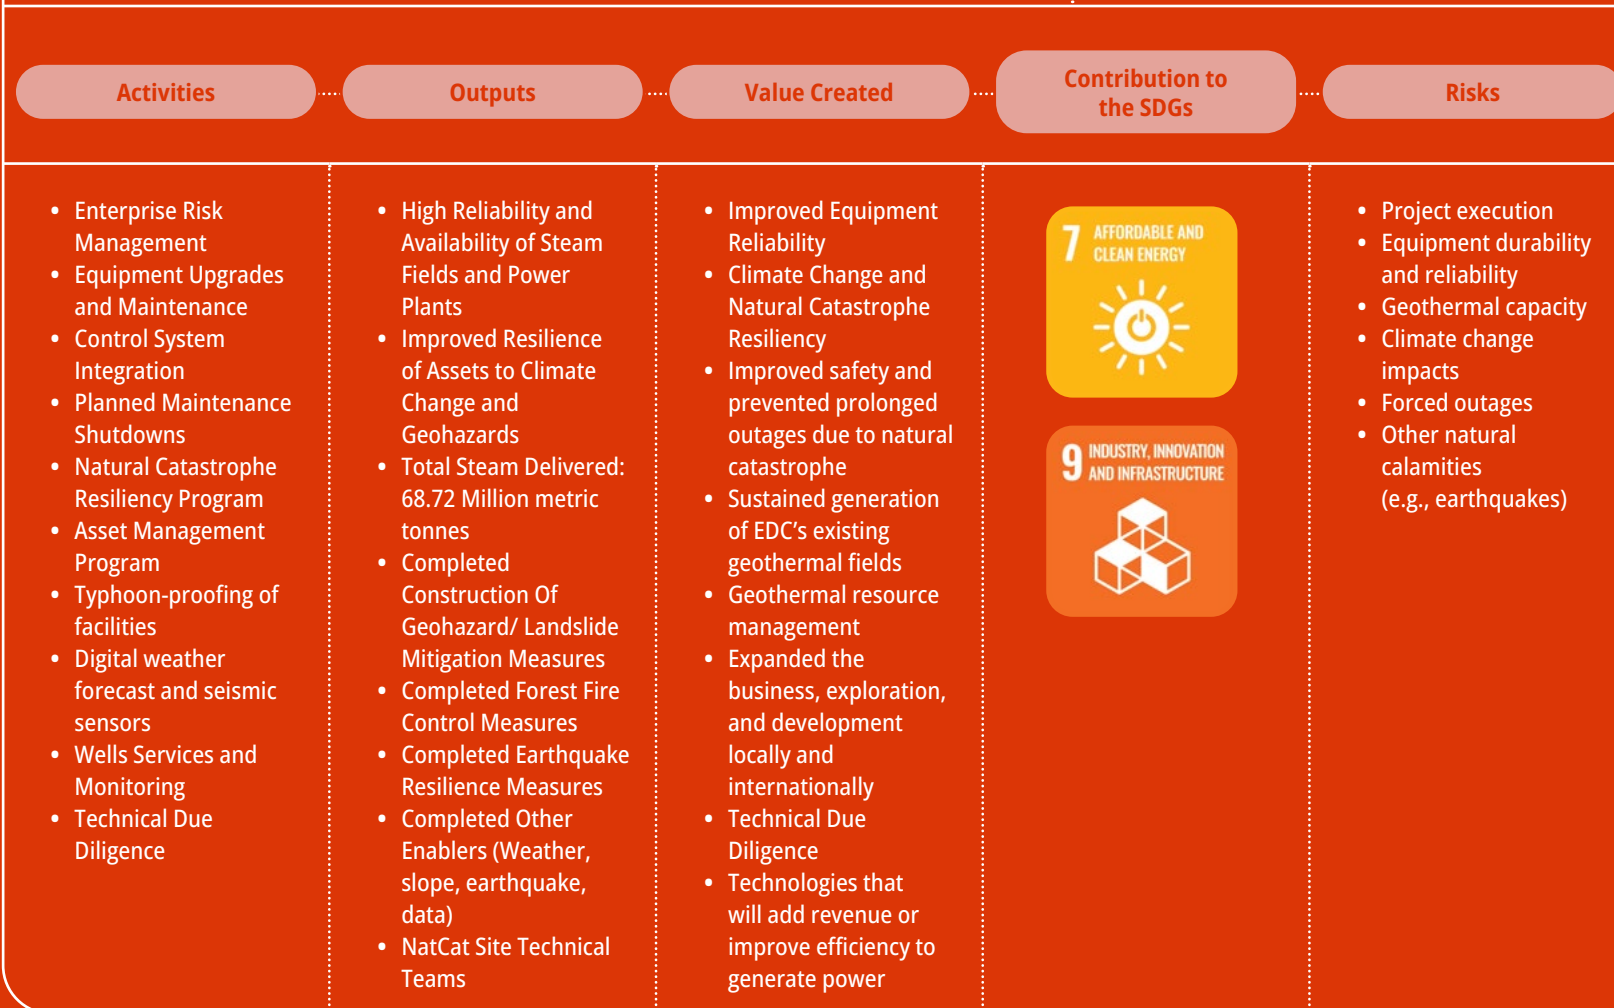 Activities
Outputs
Value Created
Contribution to
the SDGs
Risks
• Enterprise Risk
Management
• Equipment Upgrades
and Maintenance
• Control System
Integration
• Planned Maintenance
Shutdowns
• Natural Catastrophe
Resiliency Program
• Asset Management
Program
• Typhoon-proofing of
facilities
• Digital weather
forecast and seismic
sensors
• Wells Services and
Monitoring
• Technical Due
Diligence
• High Reliability and
Availability of Steam
Fields and Power
Plants
• Improved Resilience
of Assets to Climate
Change and
Geohazards
• Total Steam Delivered:
68.72 Million metric
tonnes
• Completed
Construction Of
Geohazard/ Landslide
Mitigation Measures
• Completed Forest Fire
Control Measures
• Completed Earthquake
Resilience Measures
• Completed Other
Enablers (Weather,
slope, earthquake,
data)
• NatCat Site Technical
Teams
• Improved Equipment
Reliability
• Climate Change and
Natural Catastrophe
Resiliency
• Improved safety and
prevented prolonged
outages due to natural
catastrophe
• Sustained generation
of EDC’s existing
geothermal fields
• Geothermal resource
management
• Expanded the
business, exploration,
and development
locally and
internationally
• Technical Due
Diligence
• Technologies that
will add revenue or
improve efficiency to
generate power
7 AFFORDABLE AND
CLEAN ENERGY
9 INDUSTRY, INNOVATION
AND INFRASTRUCTURE
• Project execution
• Equipment durability
and reliability
• Geothermal capacity
• Climate change
impacts
• Forced outages
• Other natural
calamities
(e.g., earthquakes)